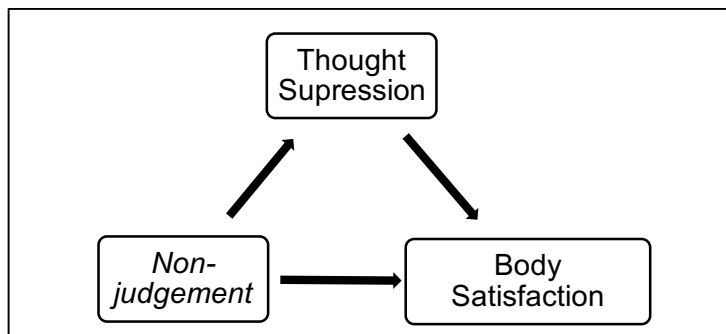 Thought
Supression
Non-
judgement
Body
Satisfaction